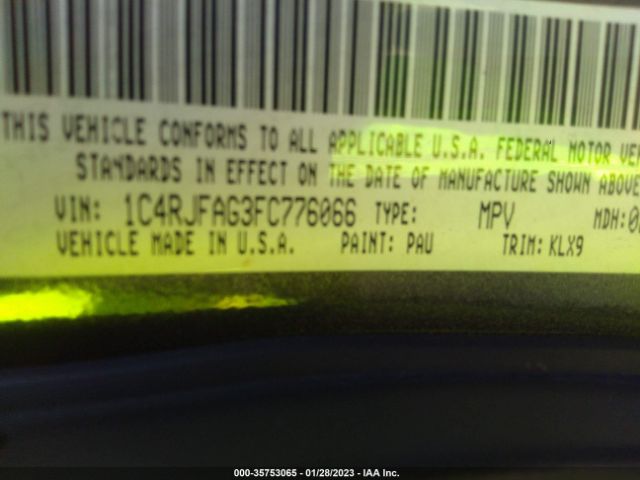 THIS VEHICLE CONFORMS TO ALL APPLICABLE U.S.A. FEDERAL MOTOR VE
STANDARDS IN EFFECT ON THE DATE OF MANUFACTURE SHOWN ABOVE
VIN: 1C4RJFAG3FC776066 TYPE: MPV MDH:0
VEHICLE MADE IN U.S.A. PAINT: PAU TRIM: KLX9
000-35753065 - 01/28/2023 - IAA Inc.